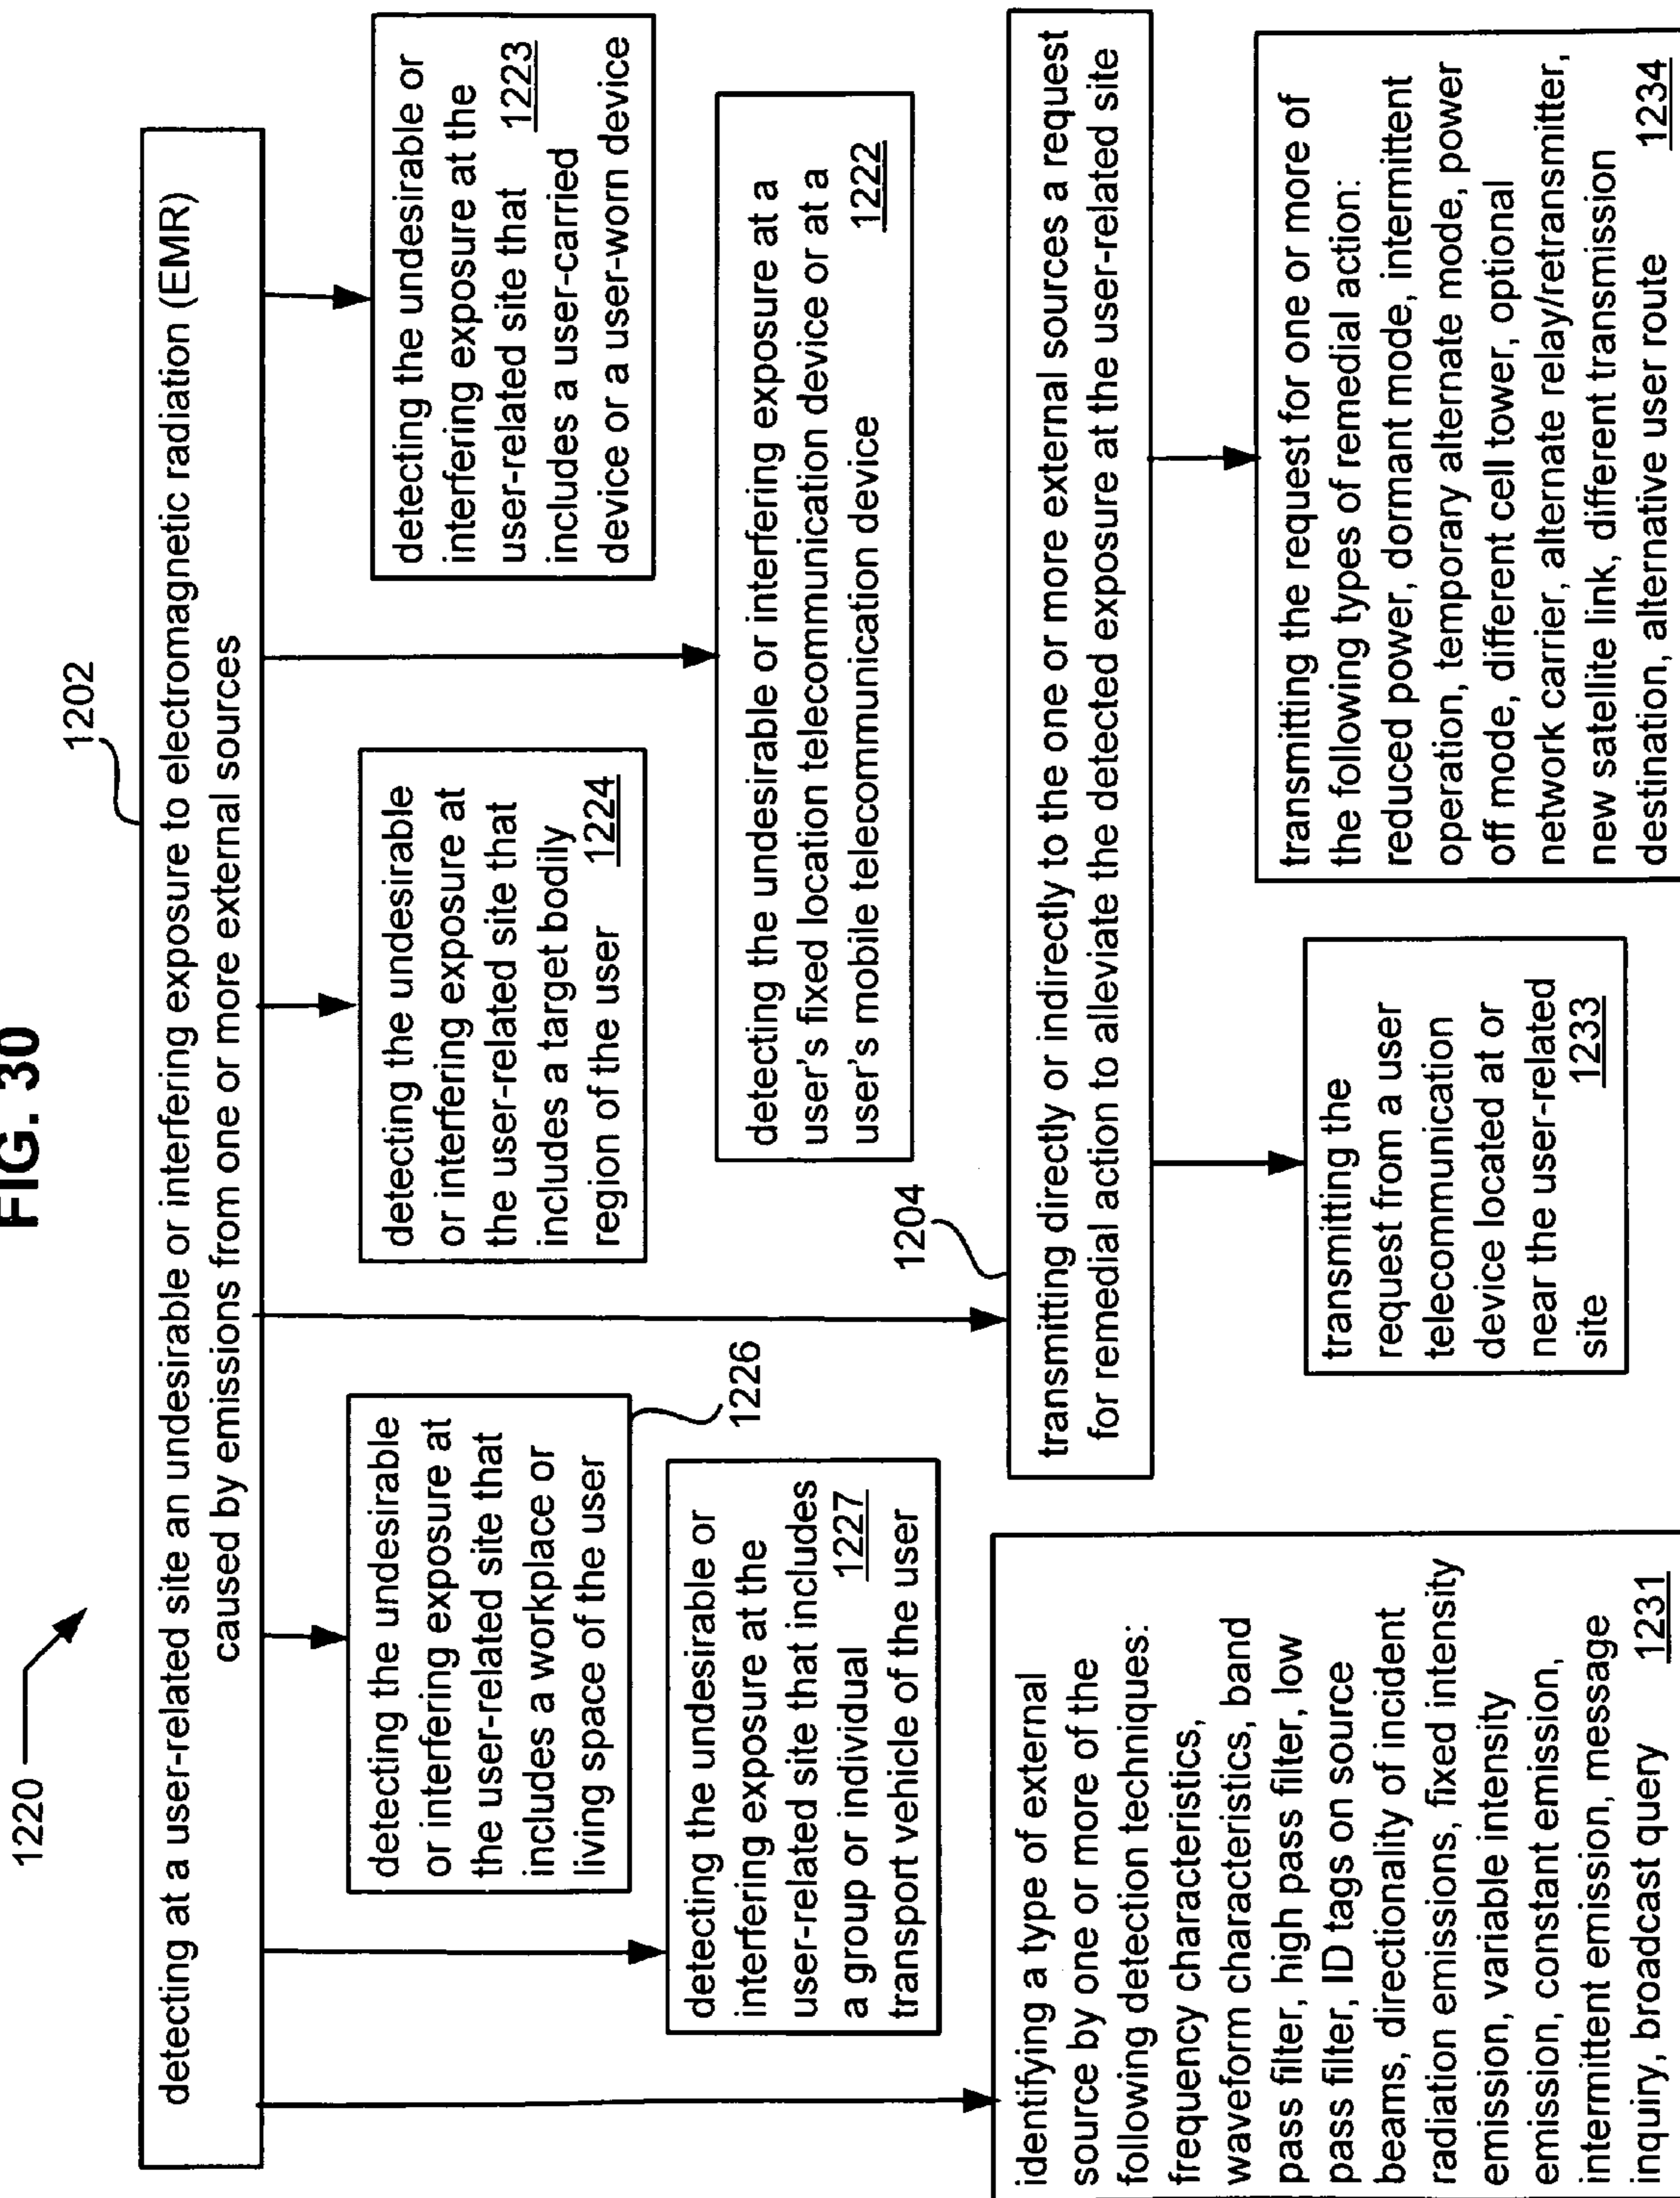 FIG. 30
1220
1202
detecting at a user-related site an undesirable or interfering exposure to electromagnetic radiation (EMR)
caused by emissions from one or more external sources
detecting the undesirable
or interfering exposure at
the user-related site that
includes a workplace or
living space of the user
1226
detecting the undesirable
or interfering exposure at
the user-related site that
includes a target bodily
region of the user 1224
detecting the undesirable or
interfering exposure at the
user-related site that 1223
includes a user-carried
device or a user-worn device
detecting the undesirable or
interfering exposure at the
user-related site that includes
a group or individual 1227
transport vehicle of the user
detecting the undesirable or interfering exposure at a
user's fixed location telecommunication device or at a
user's mobile telecommunication device 1222
identifying a type of external
source by one or more of the
following detection techniques:
frequency characteristics,
waveform characteristics, band
pass filter, high pass filter, low
pass filter, ID tags on source
beams, directionality of incident
radiation emissions, fixed intensity
emission, variable intensity
emission, constant emission,
intermittent emission, message
inquiry, broadcast query 1231
1204
transmitting directly or indirectly to the one or more external sources a request
for remedial action to alleviate the detected exposure at the user-related site
transmitting the
request from a user
telecommunication
device located at or
near the user-related
site 1233
transmitting the request for one or more of
the following types of remedial action:
reduced power, dormant mode, intermittent
operation, temporary alternate mode, power
off mode, different cell tower, optional
network carrier, alternate relay/retransmitter,
new satellite link, different transmission
destination, alternative user route 1234